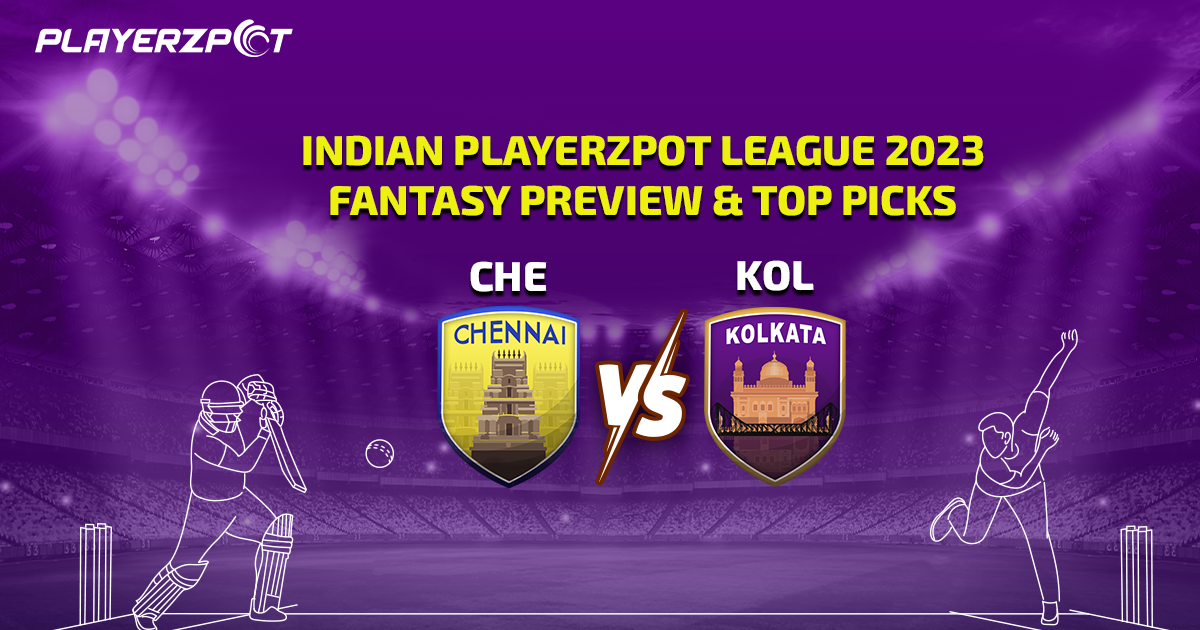 PLAYERZPOT
INDIAN PLAYERZPOT LEAGUE 2023
FANTASY PREVIEW & TOP PICKS
CHE
KOL
CHENNAI
VS
KOLKATA